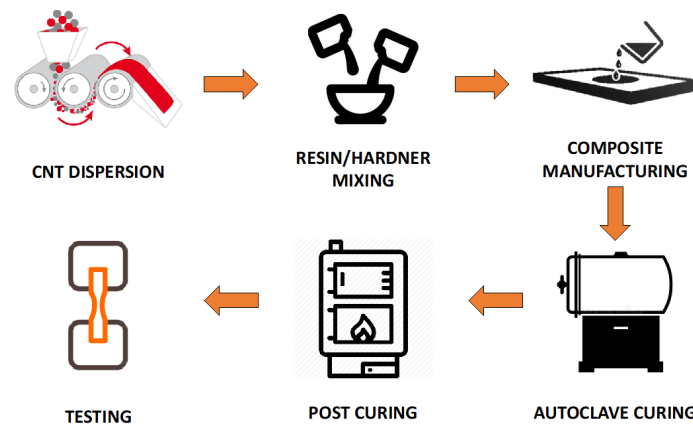 CNT DISPERSION
RESIN/HARDNER
MIXING
COMPOSITE
MANUFACTURING
TESTING
POST CURING
AUTOCLAVE CURING